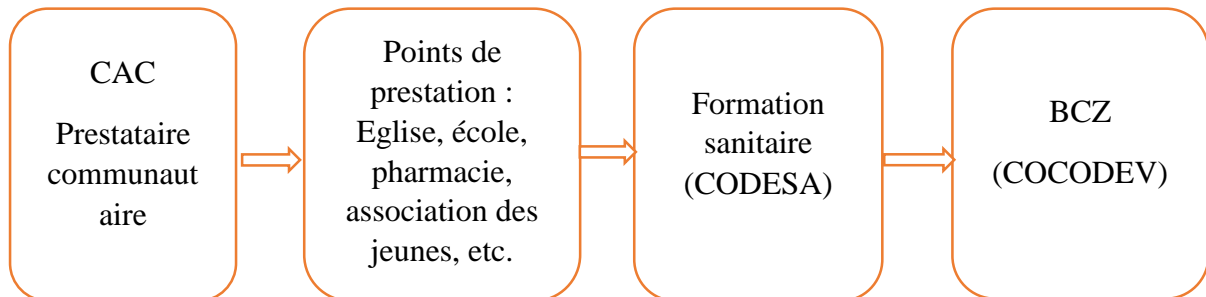 CAC
Prestataire
communaut
aire
Points de
prestation :
Eglise, école,
pharmacie,
association des
jeunes, etc.
Formation
sanitaire
(CODESA)
BCZ
(COCODEV)